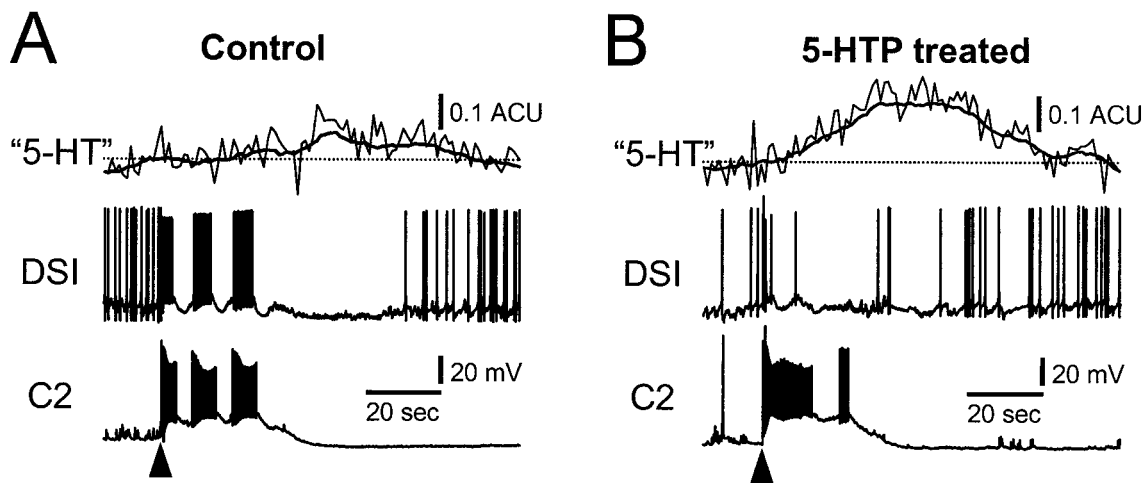 A
Control
0.1 ACU
“5-HT”
DSI
C2
20 mV
20 sec
B
5-HTP treated
0.1 ACU
“5-HT”
DSI
C2
20 mV
20 sec